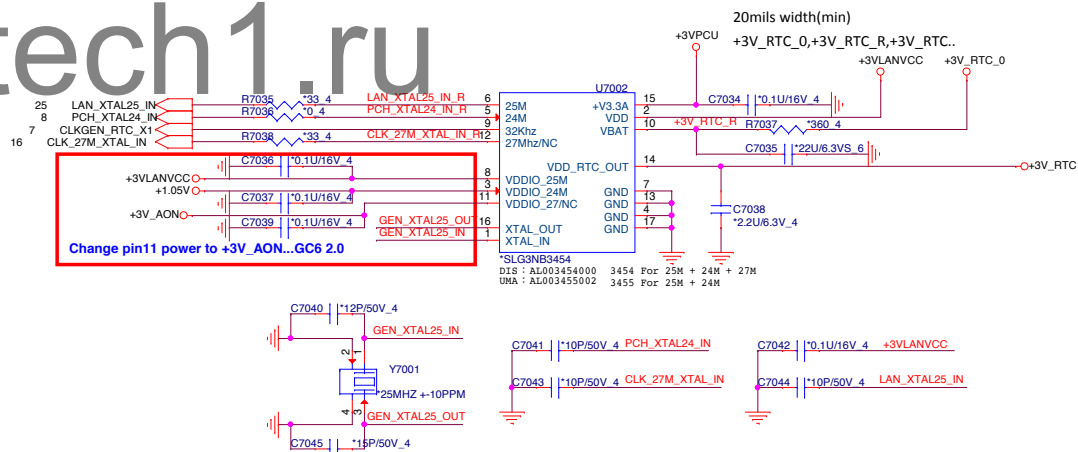 tech1.ru
20mils width(min)
+3V_RTC_0,+3V_RTC_R,+3V_RTC..
+3VPCU
+3VLANVCC
+3V_RTC_0
U7002
25 LAN_XTAL25_IN R7035 *33_4 LAN_XTAL25_IN_R 6 25M
8 PCH_XTAL24_IN R7036 *0_4 PCH_XTAL24_IN_R 5 24M
7 CLKGEN_RTC_X1 9 32Khz
16 CLK_27M_XTAL_IN R7038 *33_4 CLK_27M_XTAL_IN_R 12 27Mhz/NC
+V3.3A 15 C7034 *0.1U/16V_4
VDD 2
VBAT 10 +3V_RTC_R R7037 *360_4
C7035 *22U/6.3VS_6
VDD_RTC_OUT 14 +3V_RTC
C7036 *0.1U/16V_4
+3VLANVCC 8 VDDIO_25M
+1.05V 3 VDDIO_24M
C7037 *0.1U/16V_4 11 VDDIO_27/NC
+3V_AON
C7039 *0.1U/16V_4
GEN_XTAL25_OUT 16 XTAL_OUT
GEN_XTAL25_IN 1 XTAL_IN
GND 7
GND 13
GND 4
GND 17
C7038
*2.2U/6.3V_4
Change pin11 power to +3V_AON...GC6 2.0
*SLG3NB3454
DIS : AL003454000 3454 For 25M + 24M + 27M
UMA : AL003455002 3455 For 25M + 24M
C7040 *12P/50V_4
GEN_XTAL25_IN
2 1
Y7001
*25MHZ +-10PPM
4 3
GEN_XTAL25_OUT
C7045 *15P/50V_4
C7041 *10P/50V_4 PCH_XTAL24_IN
C7043 *10P/50V_4 CLK_27M_XTAL_IN
C7042 *0.1U/16V_4 +3VLANVCC
C7044 *10P/50V_4 LAN_XTAL25_IN